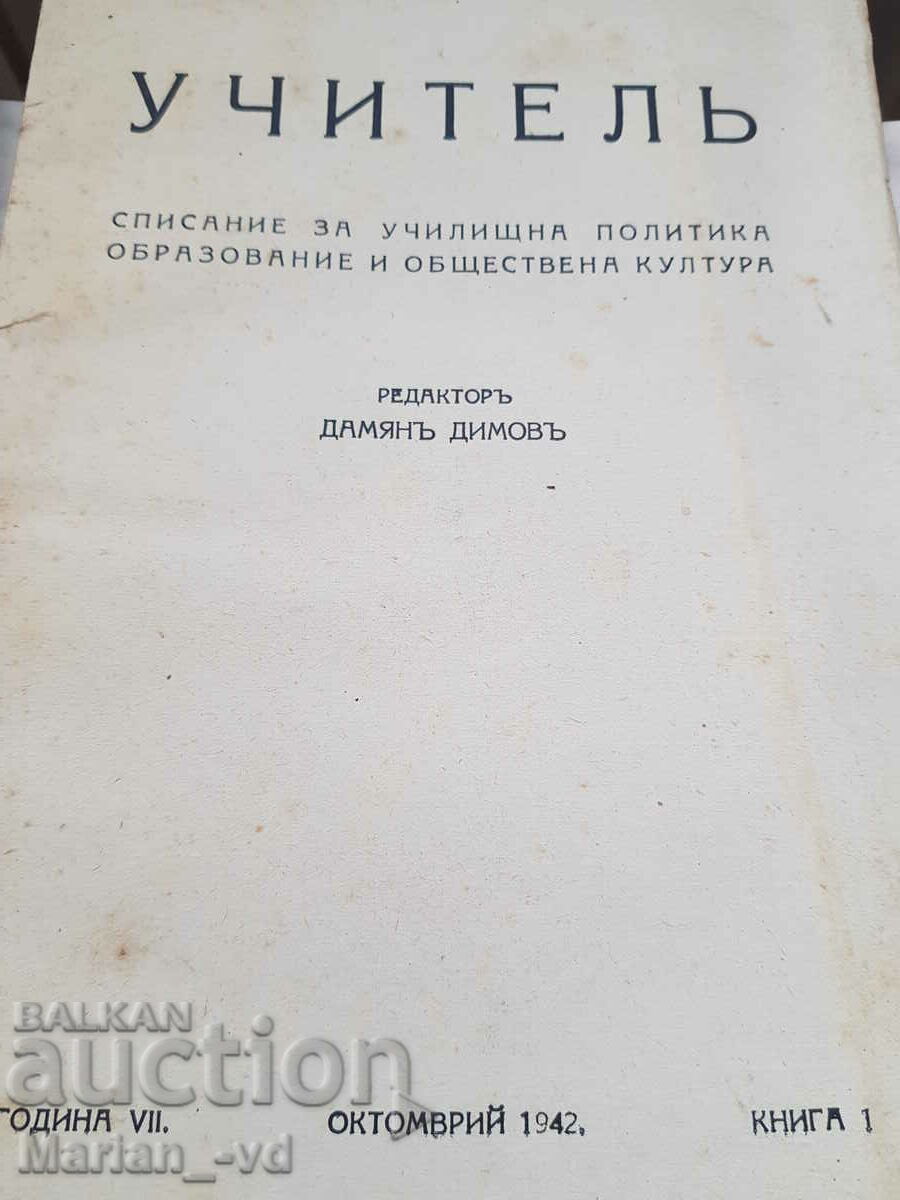 УЧИТЕЛЬ
СПИСАНИЕ ЗА УЧИЛИЩНА ПОЛИТИКА
ОБРАЗОВАНИЕ И ОБЩЕСТВЕНА КУЛТУРА
РЕДАКТОРЪ
ДАМЯНЪ ДИМОВЪ
BALKAN
auction
ГОДИНА VII. ОКТОМВРИЙ 1942. КНИГА 1
Marian_-vd